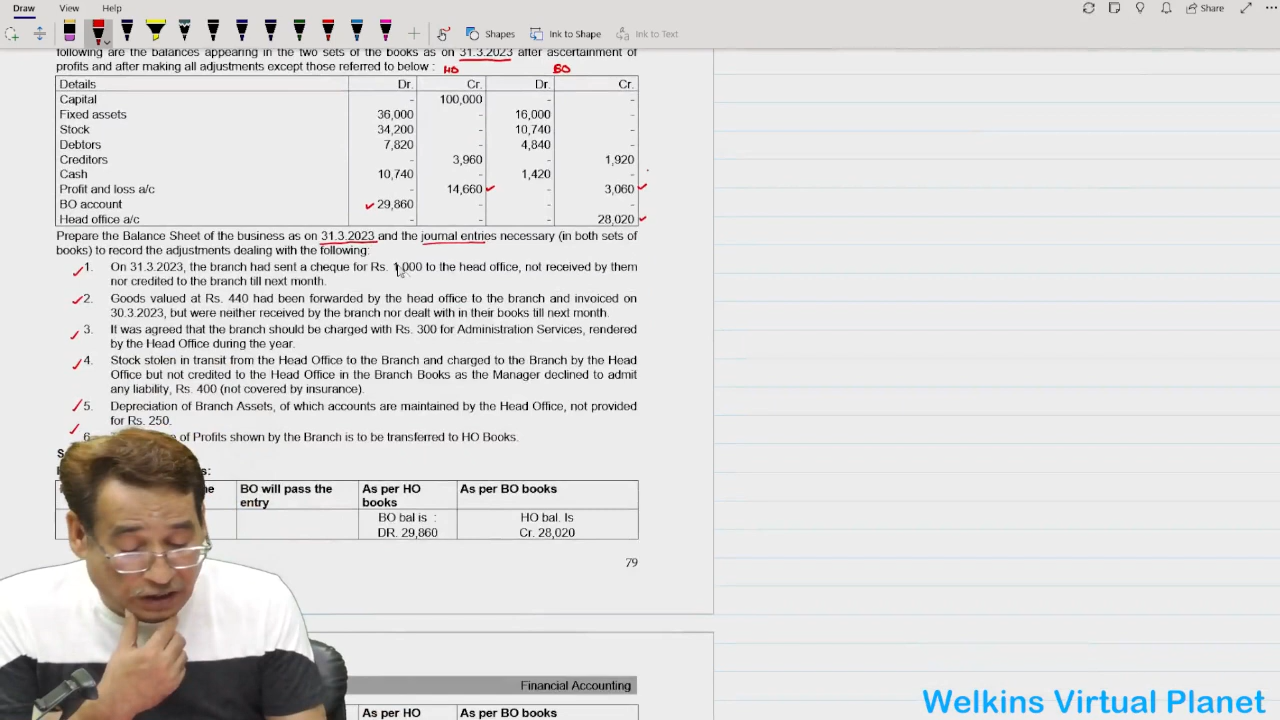 Draw View Help Share
Shapes Ink to Shape Ink to Text
following are the balances appearing in the two sets of the books as on 31.3.2023 after ascertainment of
profits and after making all adjustments except those referred to below :
HO BO
Details Dr. Cr. Dr. Cr.
Capital - 100,000 - -
Fixed assets 36,000 - 16,000 -
Stock 34,200 - 10,740 -
Debtors 7,820 - 4,840 -
Creditors - 3,960 - 1,920
Cash 10,740 - 1,420 -
Profit and loss a/c - 14,660 - 3,060
BO account 29,860 - - -
Head office a/c - - - 28,020
Prepare the Balance Sheet of the business as on 31.3.2023 and the journal entries necessary (in both sets of
books) to record the adjustments dealing with the following:
1. On 31.3.2023, the branch had sent a cheque for Rs. 1,000 to the head office, not received by them
nor credited to the branch till next month.
2. Goods valued at Rs. 440 had been forwarded by the head office to the branch and invoiced on
30.3.2023, but were neither received by the branch nor dealt with in their books till next month.
3. It was agreed that the branch should be charged with Rs. 300 for Administration Services, rendered
by the Head Office during the year.
4. Stock stolen in transit from the Head Office to the Branch and charged to the Branch by the Head
Office but not credited to the Head Office in the Branch Books as the Manager declined to admit
any liability, Rs. 400 (not covered by insurance).
5. Depreciation of Branch Assets, of which accounts are maintained by the Head Office, not provided
for Rs. 250.
6. of Profits shown by the Branch is to be transferred to HO Books.
BO will pass the entry As per HO books As per BO books
BO bal is : HO bal. Is
DR. 29,860 Cr. 28,020
79
Financial Accounting
As per HO As per BO books
Welkins Virtual Planet